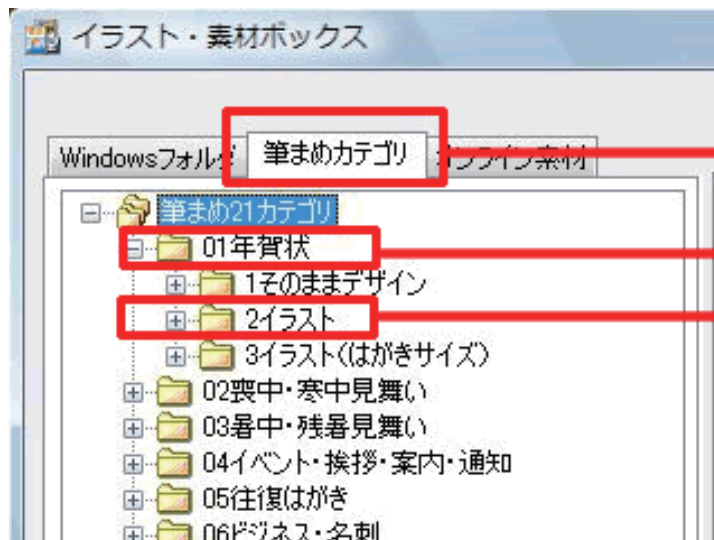 イラスト・素材ボックス
Windowsフォルダ 筆まめカテゴリ オンライン素材
筆まめ21カテゴリ
01年賀状
1そのままデザイン
2イラスト
3イラスト(はがきサイズ)
02喪中・寒中見舞い
03暑中・残暑見舞い
04イベント・挨拶・案内・通知
05往復はがき
06ビジネス・名刺